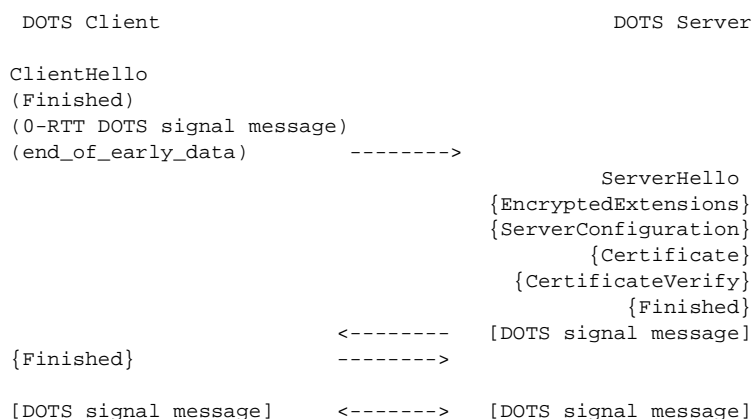 DOTS Client                                              DOTS Server
ClientHello
(Finished)
(0-RTT DOTS signal message)
(end_of_early_data)        -------->
ServerHello
{EncryptedExtensions}
{ServerConfiguration}
{Certificate}
{CertificateVerify}
{Finished}
<--------  [DOTS signal message]
{Finished}                -------->
[DOTS signal message]     <------->  [DOTS signal message]